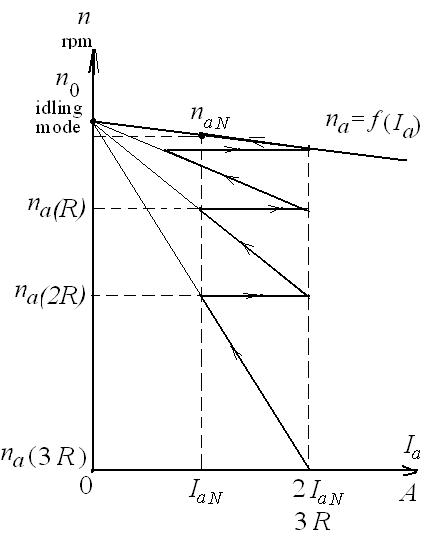 n
rpm
n0
idling
mode
naN
na=f(Ia)
na(R)
na(2R)
na(3R)
Ia
0
IaN
2IaN
A
3R